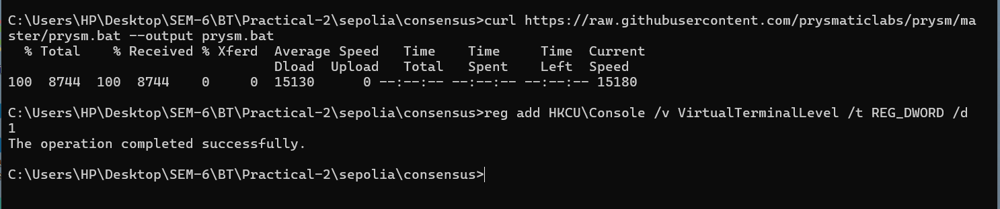 C:\Users\HP\Desktop\SEM-6\BT\Practical-2\sepolia\consensus>curl https://raw.githubusercontent.com/prysmaticlabs/prysm/ma
ster/prysm.bat --output prysm.bat
  % Total    % Received % Xferd  Average Speed   Time    Time     Time  Current
                                 Dload  Upload   Total   Spent    Left  Speed
100  8744  100  8744    0     0  15130      0 --:--:-- --:--:-- --:--:-- 15180
C:\Users\HP\Desktop\SEM-6\BT\Practical-2\sepolia\consensus>reg add HKCU\Console /v VirtualTerminalLevel /t REG_DWORD /d
1
The operation completed successfully.
C:\Users\HP\Desktop\SEM-6\BT\Practical-2\sepolia\consensus>